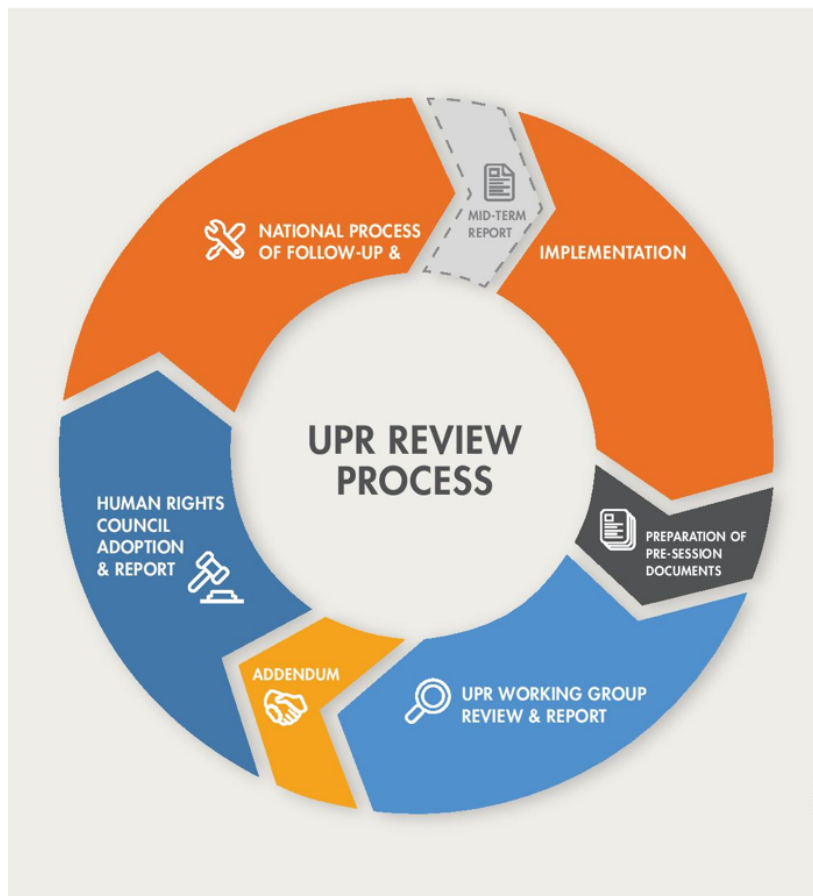 UPR REVIEW
PROCESS
NATIONAL PROCESS
OF FOLLOW-UP &
MID-TERM
REPORT
IMPLEMENTATION
PREPARATION OF
PRE-SESSION
DOCUMENTS
UPR WORKING GROUP
REVIEW & REPORT
ADDENDUM
HUMAN RIGHTS
COUNCIL
ADOPTION
& REPORT